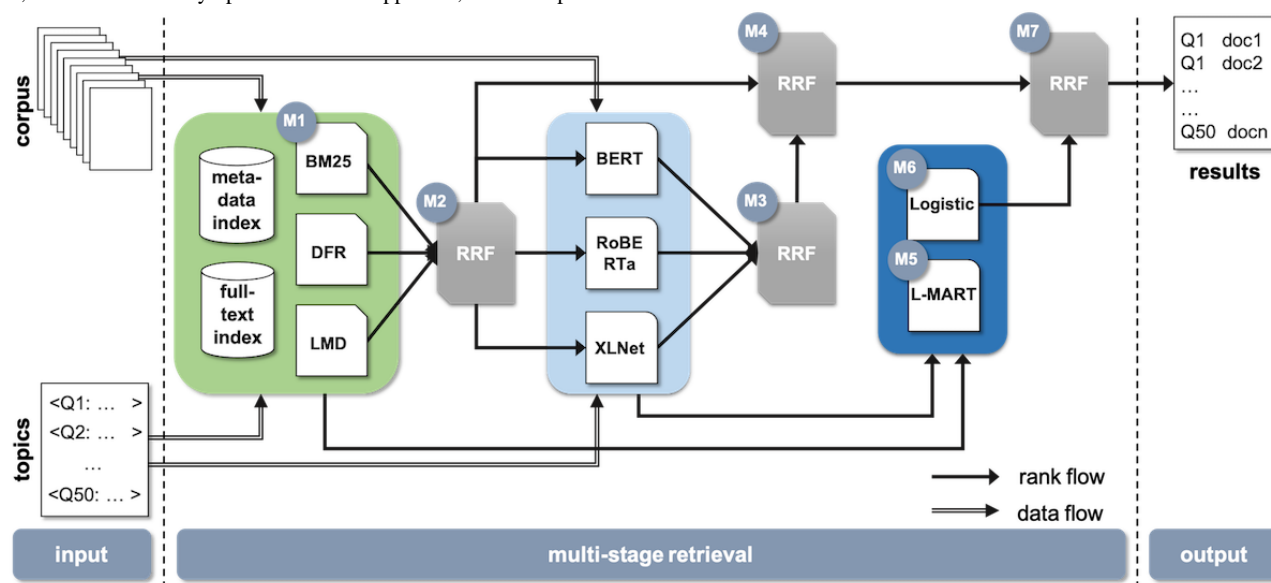 corpus
M1
BM25
meta-
data
index
DFR
full-
text
index
LMD
M2
RRF
BERT
RoBE
RTa
XLNet
M4
RRF
M3
RRF
M7
RRF
M6
Logistic
M5
L-MART
Q1 doc1
Q1 doc2
...
...
Q50 docn
results
topics
<Q1: ... >
<Q2: ... >
...
<Q50: ... >
rank flow
data flow
input
multi-stage retrieval
output